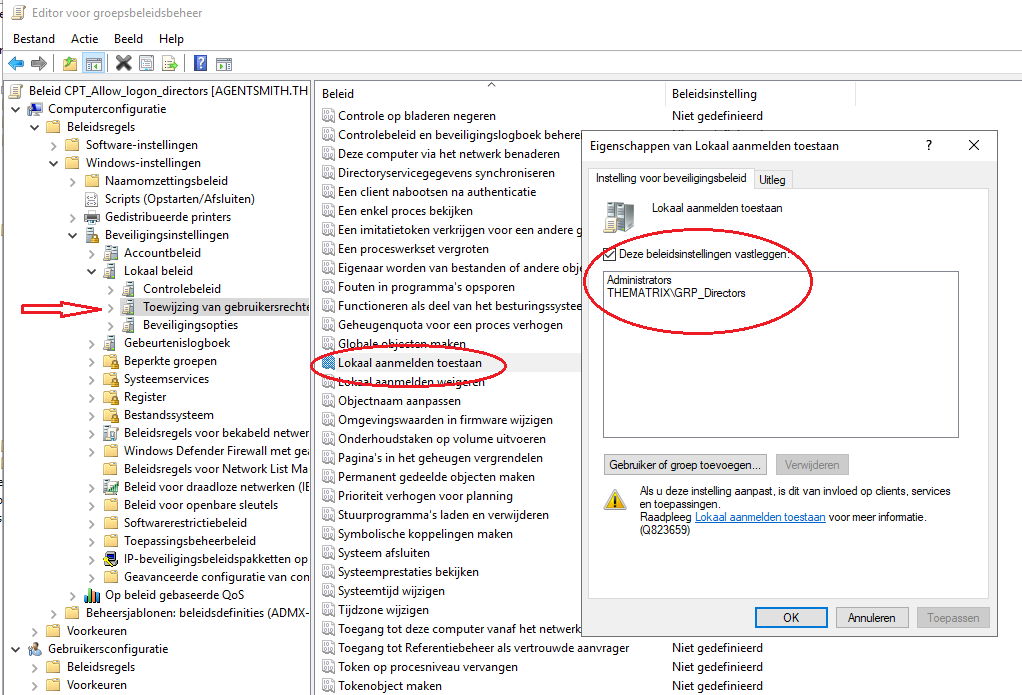 Editor voor groepsbeleidsbeheer
Bestand Actie Beeld Help
Beleid CPT_Allow_logon_directors [AGENTSMITH.TH
Computerconfiguratie
Beleidsregels
Software-instellingen
Windows-instellingen
Naamomzettingsbeleid
Scripts (Opstarten/Afsluiten)
Gedistribueerde printers
Beveiligingsinstellingen
Accountbeleid
Lokaal beleid
Controlebeleid
Toewijzing van gebruikersrechte
Beveiligingsopties
Gebeurtenislogboek
Beperkte groepen
Systeemservices
Register
Bestandssysteem
Beleidsregels voor bekabeld netwer
Windows Defender Firewall met gea
Beleidsregels voor Network List Ma
Beleid voor draadloze netwerken (IE
Beleid voor openbare sleutels
Softwarerestrictiebeleid
Toepassingsbeheerbeleid
IP-beveiligingsbeleidspakketten op
Geavanceerde configuratie van con
Op beleid gebaseerde QoS
Beheersjablonen: beleidsdefinities (ADMX-
Voorkeuren
Gebruikersconfiguratie
Beleidsregels
Voorkeuren
Beleid Beleidsinstelling
Controle op bladeren negeren Niet gedefinieerd
Controlebeleid en beveiligingslogboek behere
Deze computer via het netwerk benaderen
Directoryservicegegevens synchroniseren
Een client nabootsen na authenticatie
Een enkel proces bekijken
Een imitatietoken verkrijgen voor een andere g
Een proceswerkset vergroten
Eigenaar worden van bestanden of andere obje
Fouten in programma's opsporen
Functioneren als deel van het besturingssystee
Geheugenquota voor een proces verhogen
Globale objecten maken
Lokaal aanmelden toestaan
Lokaal aanmelden weigeren
Objectnaam aanpassen
Omgevingswaarden in firmware wijzigen
Onderhoudstaken op volume uitvoeren
Pagina's in het geheugen vergrendelen
Permanent gedeelde objecten maken
Prioriteit verhogen voor planning
Stuurprogramma's laden en verwijderen
Symbolische koppelingen maken
Systeem afsluiten
Systeemprestaties bekijken
Systeemtijd wijzigen
Tijdzone wijzigen
Toegang tot deze computer vanaf het netwerk
Toegang tot Referentiebeheer als vertrouwde aanvrager Niet gedefinieerd
Token op procesniveau vervangen Niet gedefinieerd
Tokenobject maken Niet gedefinieerd
Eigenschappen van Lokaal aanmelden toestaan ?
Instelling voor beveiligingsbeleid Uitleg
Lokaal aanmelden toestaan
Deze beleidsinstellingen vastleggen:
Administrators
THEMATRIX\GRP_Directors
Gebruiker of groep toevoegen... Verwijderen
Als u deze instelling aanpast, is dit van invloed op clients, services
en toepassingen.
Raadpleeg Lokaal aanmelden toestaan voor meer informatie.
(Q823659)
OK Annuleren Toepassen